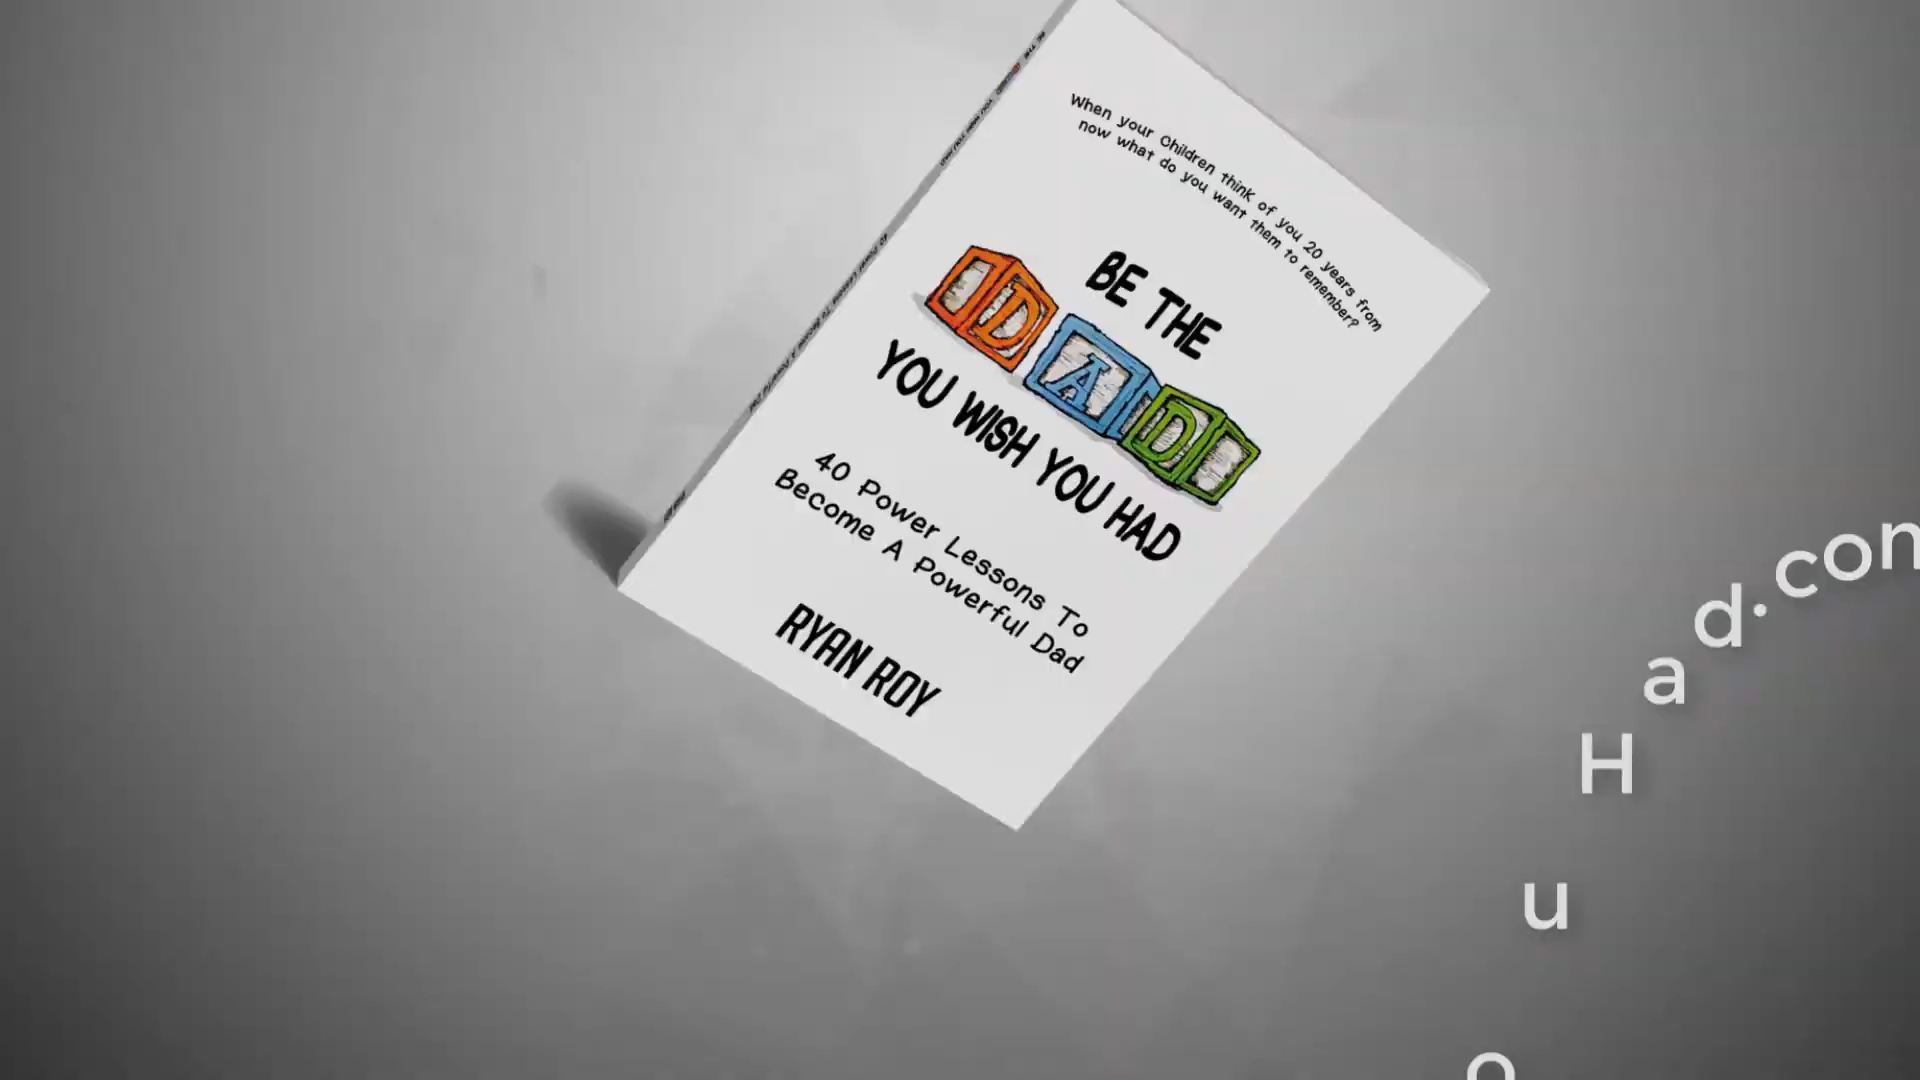 When your Children think of you 20 years from
now what do you want them to remember?
BE THE
DAD
YOU WISH YOU HAD
40 Power Lessons To
Become A Powerful Dad
RYAN ROY
ouHad.con